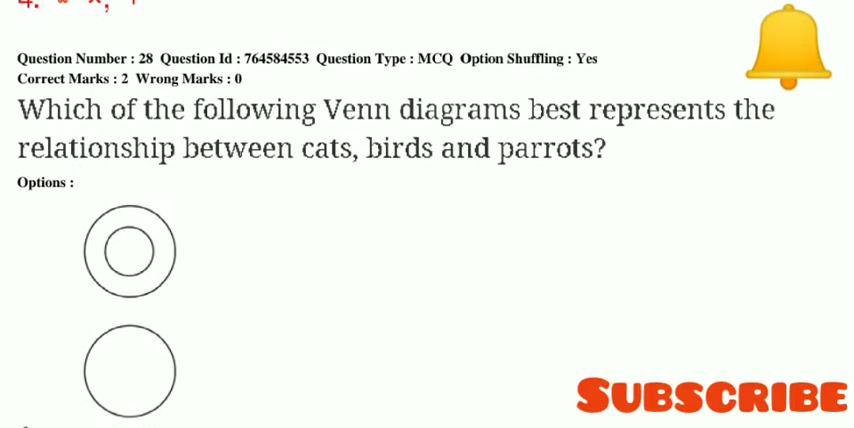 Question Number : 28 Question Id : 764584553 Question Type : MCQ Option Shuffling : Yes
Correct Marks : 2 Wrong Marks : 0
Which of the following Venn diagrams best represents the
relationship between cats, birds and parrots?
Options :
SUBSCRIBE